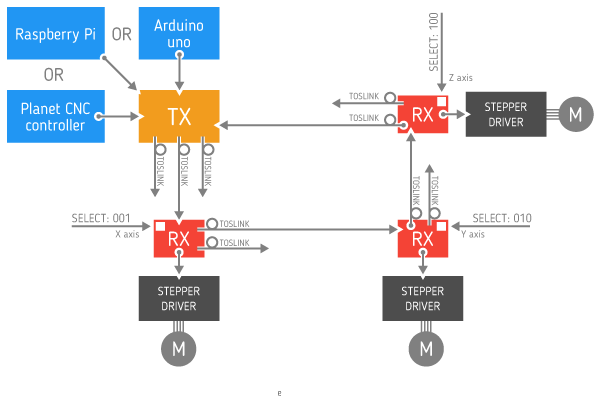 Raspberry Pi
OR
Arduino
uno
OR
Planet CNC
controller
TX
TOSLINK
TOSLINK
TOSLINK
SELECT: 100
Z axis
TOSLINK
TOSLINK
RX
STEPPER
DRIVER
M
TOSLINK
TOSLINK
SELECT: 001
X axis
RX
TOSLINK
TOSLINK
RX
SELECT: 010
Y axis
STEPPER
DRIVER
M
STEPPER
DRIVER
M
e